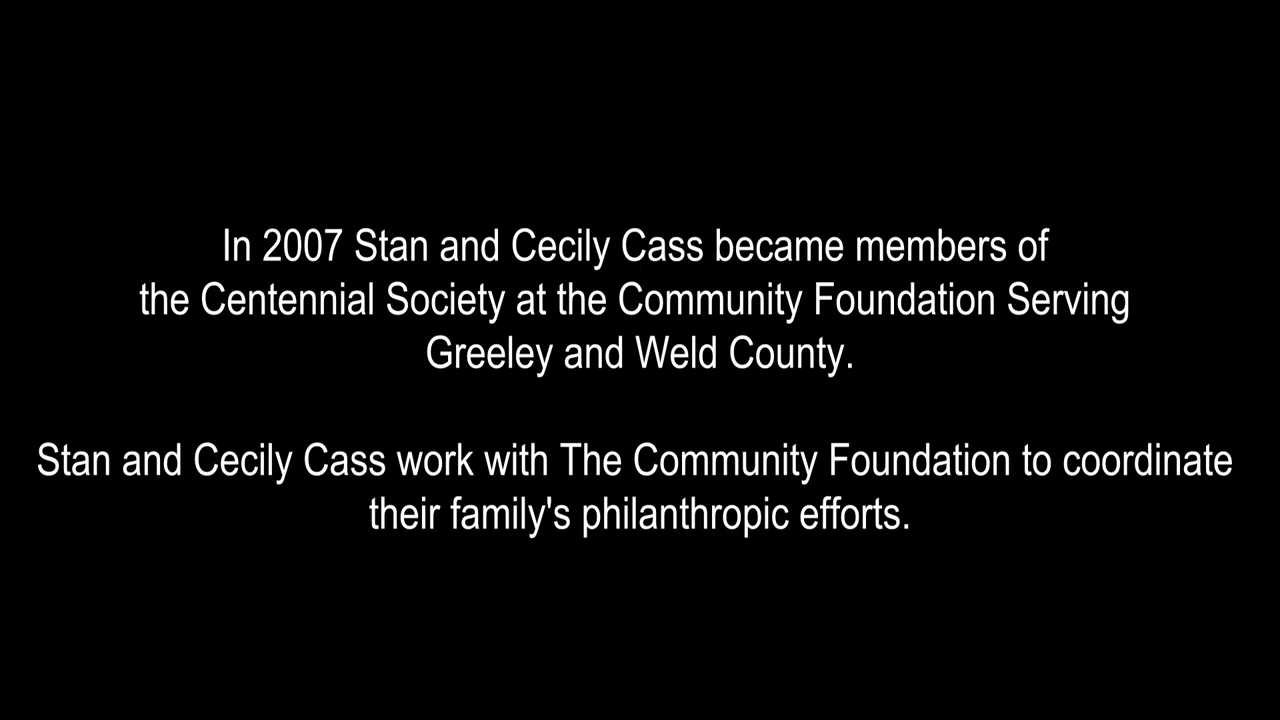 In 2007 Stan and Cecily Cass became members of
the Centennial Society at the Community Foundation Serving
Greeley and Weld County.
Stan and Cecily Cass work with The Community Foundation to coordinate
their family's philanthropic efforts.